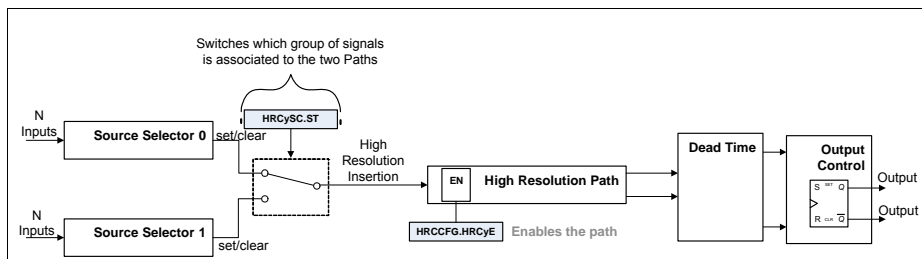 Switches which group of signals
is associated to the two Paths
HRCySC.ST
N
Inputs
Source Selector 0
set/clear
High
Resolution
Insertion
EN
High Resolution Path
HRCCFG.HRCyE
Enables the path
Dead Time
Output
Control
S SET Q
R CLR Q
Output
Output
N
Inputs
Source Selector 1
set/clear